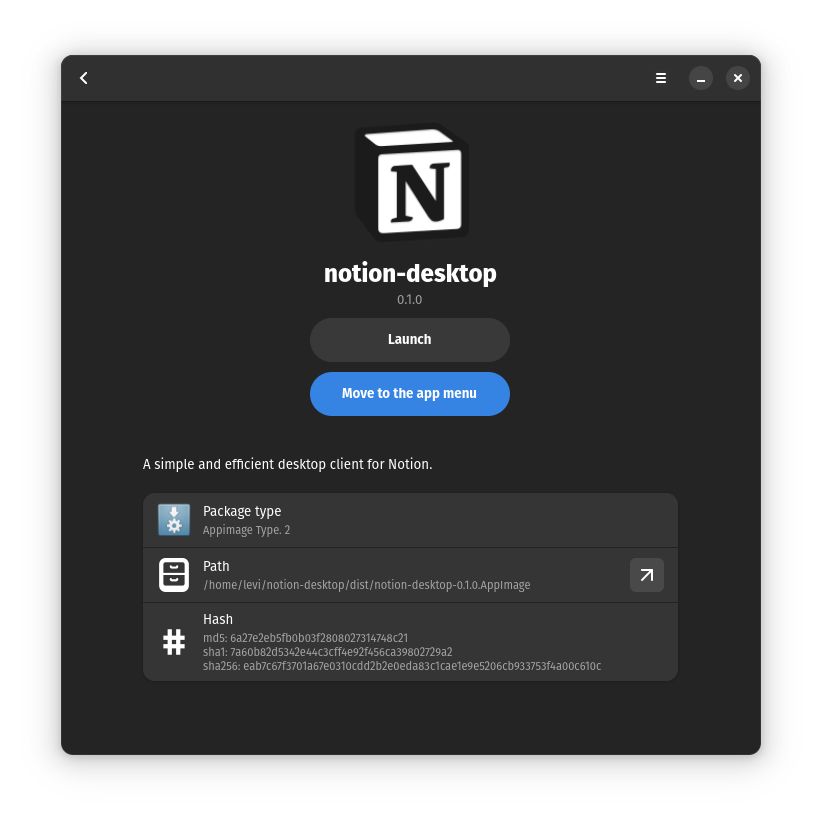 N
notion-desktop
0.1.0
Launch
Move to the app menu
A simple and efficient desktop client for Notion.
Package type
Appimage Type. 2
Path
/home/levi/notion-desktop/dist/notion-desktop-0.1.0.AppImage
Hash
md5: 6a27e2eb5fb0b03f2808027314748c21
sha1: 7a60b82d5342e44c3cff4e92f456ca39802729a2
sha256: eab7c67f3701a67e0310cdd2b2e0eda83c1cae1e9e5206cb933753f4a00c610c